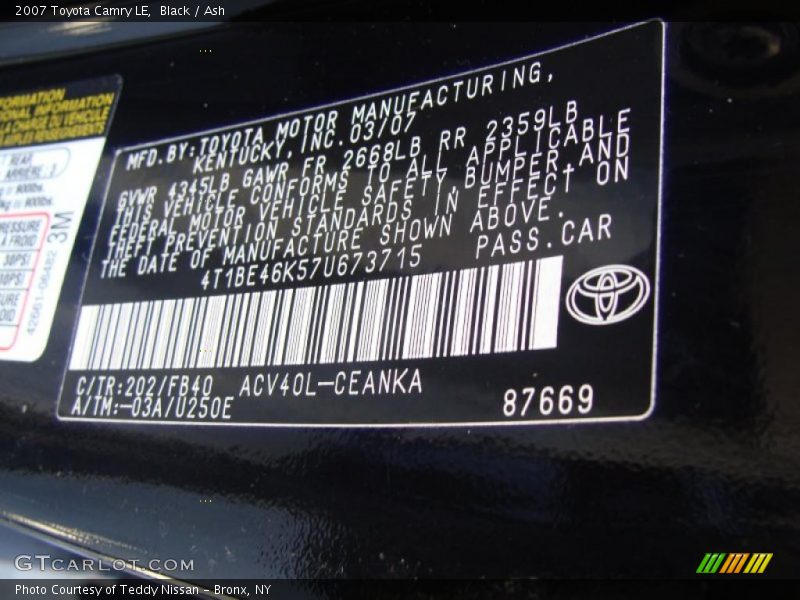 2007 Toyota Camry LE, Black / Ash
MFD.BY:TOYOTA MOTOR MANUFACTURING,
KENTUCKY, INC.03/07
GVWR 4345LB GAWR FR 2668LB RR 2359LB
THIS VEHICLE CONFORMS TO ALL APPLICABLE
FEDERAL MOTOR VEHICLE SAFETY,BUMPER,AND
THEFT PREVENTION STANDARDS IN EFFECT ON
THE DATE OF MANUFACTURE SHOWN ABOVE.
4T1BE46K57U673715 PASS.CAR
C/TR:202/FB40 ACV40L-CEANKA
A/TM:-03A/U250E 87669
REAR
3M
42661-06482
GTCARLOT.COM
Photo Courtesy of Teddy Nissan - Bronx, NY